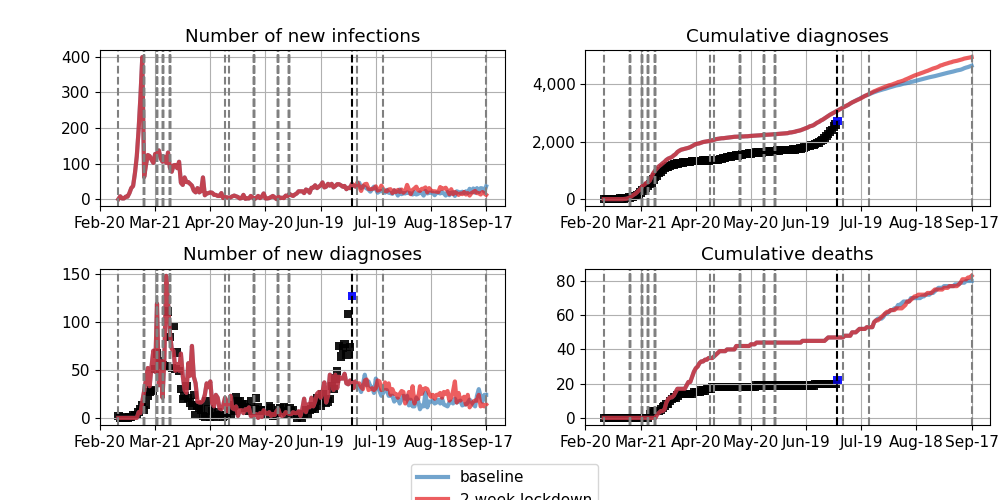 Number of new infections
400
300
200
100
0
Feb-20 Mar-21 Apr-20 May-20 Jun-19 Jul-19 Aug-18 Sep-17
Cumulative diagnoses
4,000
2,000
0
Feb-20 Mar-21 Apr-20 May-20 Jun-19 Jul-19 Aug-18 Sep-17
Number of new diagnoses
150
100
50
0
Feb-20 Mar-21 Apr-20 May-20 Jun-19 Jul-19 Aug-18 Sep-17
Cumulative deaths
80
60
40
20
0
Feb-20 Mar-21 Apr-20 May-20 Jun-19 Jul-19 Aug-18 Sep-17
baseline
2 week lockdown